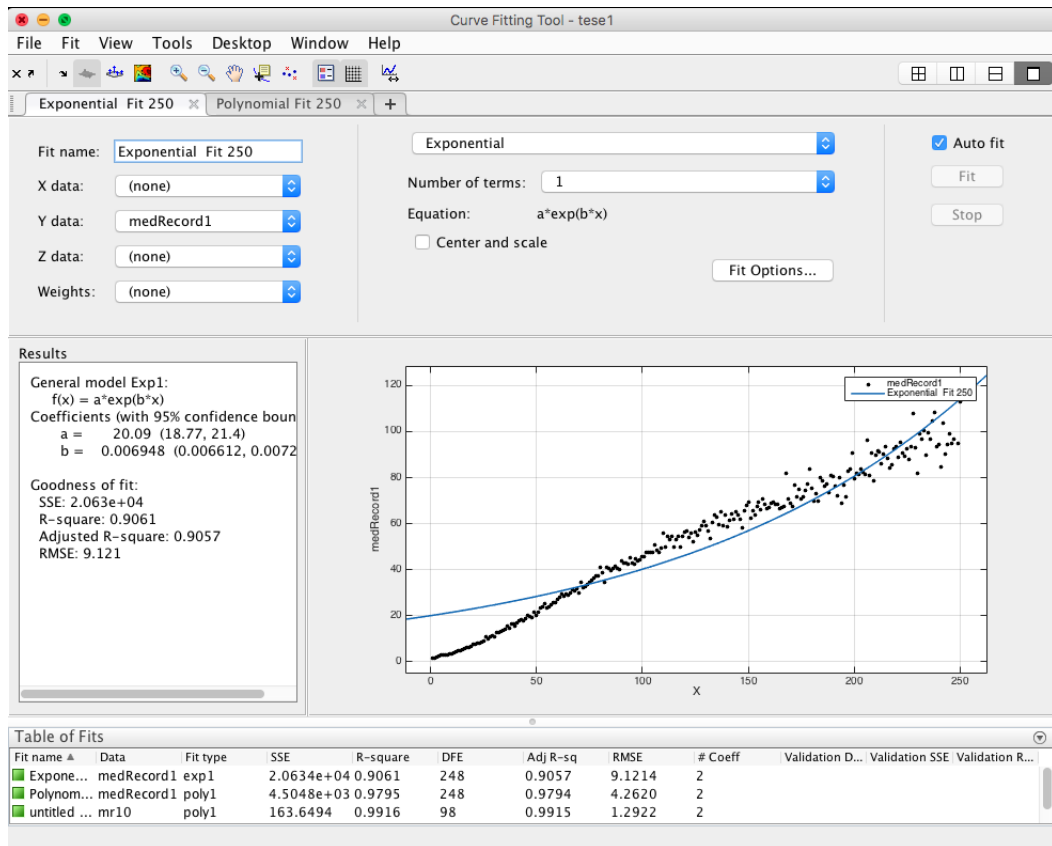 Curve Fitting Tool - tese1
File Fit View Tools Desktop Window Help
Exponential Fit 250 Polynomial Fit 250 +
Fit name: Exponential Fit 250
X data: (none)
Y data: medRecord1
Z data: (none)
Weights: (none)
Exponential
Number of terms: 1
Equation: a*exp(b*x)
Center and scale
Fit Options...
Auto fit
Fit
Stop
Results
General model Exp1:
f(x) = a*exp(b*x)
Coefficients (with 95% confidence boun
a = 20.09 (18.77, 21.4)
b = 0.006948 (0.006612, 0.0072
Goodness of fit:
SSE: 2.063e+04
R-square: 0.9061
Adjusted R-square: 0.9057
RMSE: 9.121
medRecord1
Exponential Fit 250
120
100
80
60
40
20
0
medRecord1
0 50 100 150 200 250
X
Table of Fits
Fit name Data Fit type SSE R-square DFE Adj R-sq RMSE # Coeff Validation D... Validation SSE Validation R...
Expone... medRecord1 exp1 2.0634e+04 0.9061 248 0.9057 9.1214 2
Polynom... medRecord1 poly1 4.5048e+03 0.9795 248 0.9794 4.2620 2
untitled ... mr10 poly1 163.6494 0.9916 98 0.9915 1.2922 2